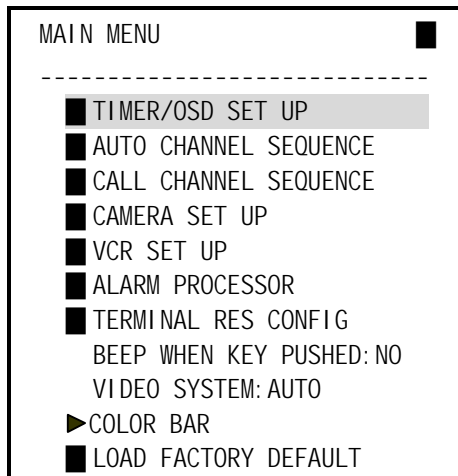 MAIN MENU
----------------------------
TIMER/OSD SET UP
AUTO CHANNEL SEQUENCE
CALL CHANNEL SEQUENCE
CAMERA SET UP
VCR SET UP
ALARM PROCESSOR
TERMINAL RES CONFIG
BEEP WHEN KEY PUSHED:NO
VIDEO SYSTEM:AUTO
COLOR BAR
LOAD FACTORY DEFAULT